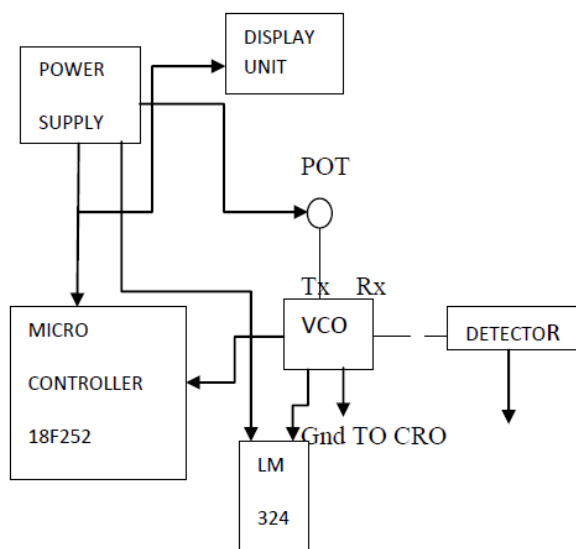 DISPLAY
UNIT
POWER
SUPPLY
POT
Tx Rx
VCO
DETECTOR
MICRO
CONTROLLER
18F252
Gnd TO CRO
LM
324